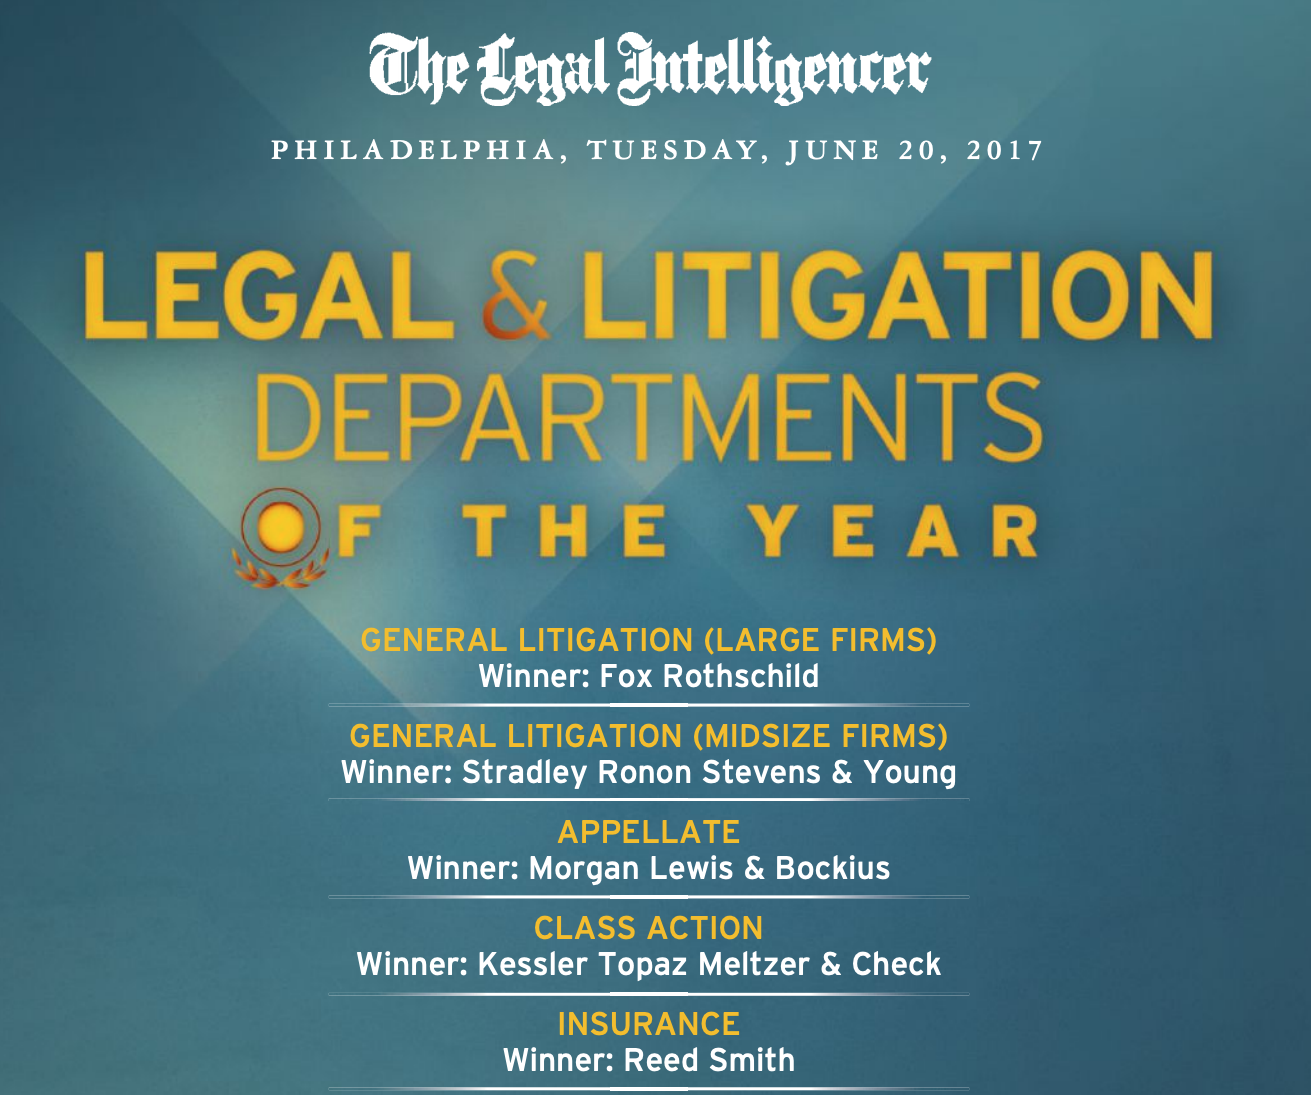 The Legal Intelligencer
PHILADELPHIA, TUESDAY, JUNE 20, 2017
LEGAL & LITIGATION
DEPARTMENTS
OF THE YEAR
GENERAL LITIGATION (LARGE FIRMS)
Winner: Fox Rothschild
GENERAL LITIGATION (MIDSIZE FIRMS)
Winner: Stradley Ronon Stevens & Young
APPELLATE
Winner: Morgan Lewis & Bockius
CLASS ACTION
Winner: Kessler Topaz Meltzer & Check
INSURANCE
Winner: Reed Smith